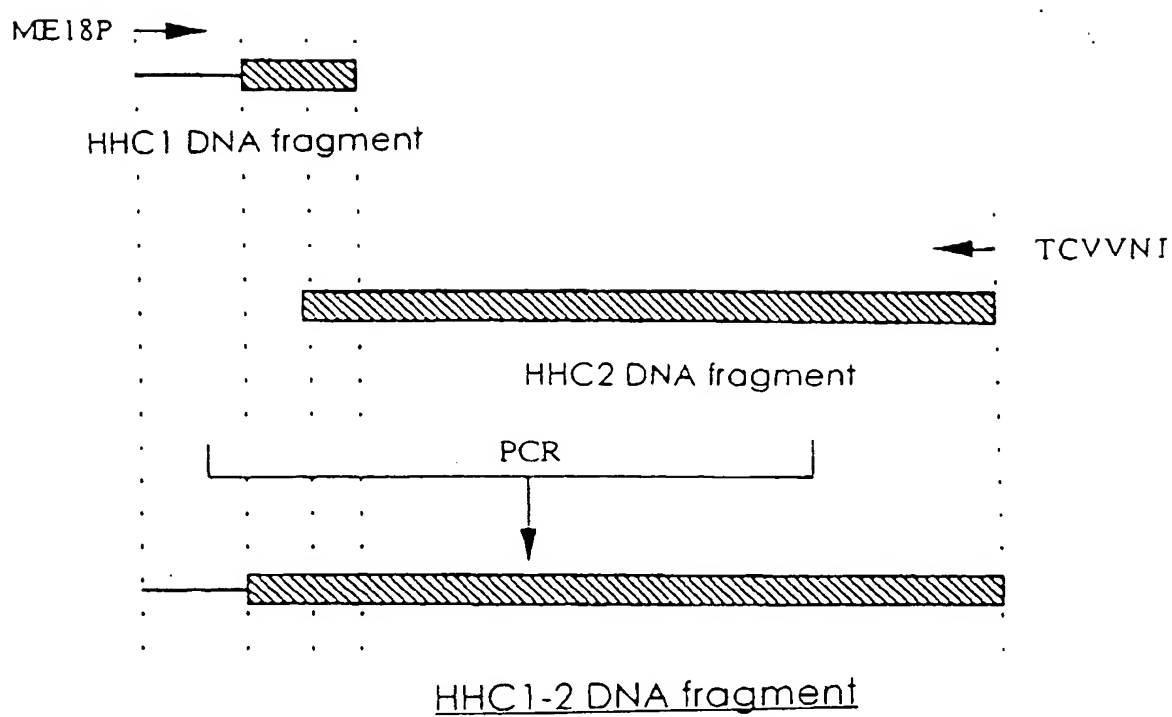 ME18P
HHC1 DNA fragment
TCVVNI
HHC2 DNA fragment
PCR
HHC1-2 DNA fragment